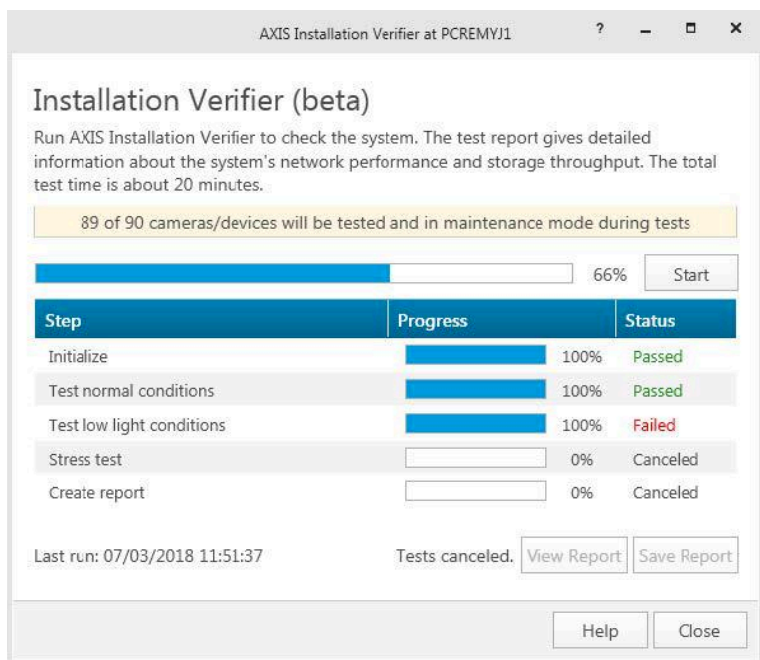 AXIS Installation Verifier at PCREMYJ1
?
Installation Verifier (beta)
Run AXIS Installation Verifier to check the system. The test report gives detailed
information about the system's network performance and storage throughput. The total
test time is about 20 minutes.
89 of 90 cameras/devices will be tested and in maintenance mode during tests
66% Start
Step Progress Status
Initialize 100% Passed
Test normal conditions 100% Passed
Test low light conditions 100% Failed
Stress test 0% Canceled
Create report 0% Canceled
Last run: 07/03/2018 11:51:37 Tests canceled. View Report Save Report
Help Close